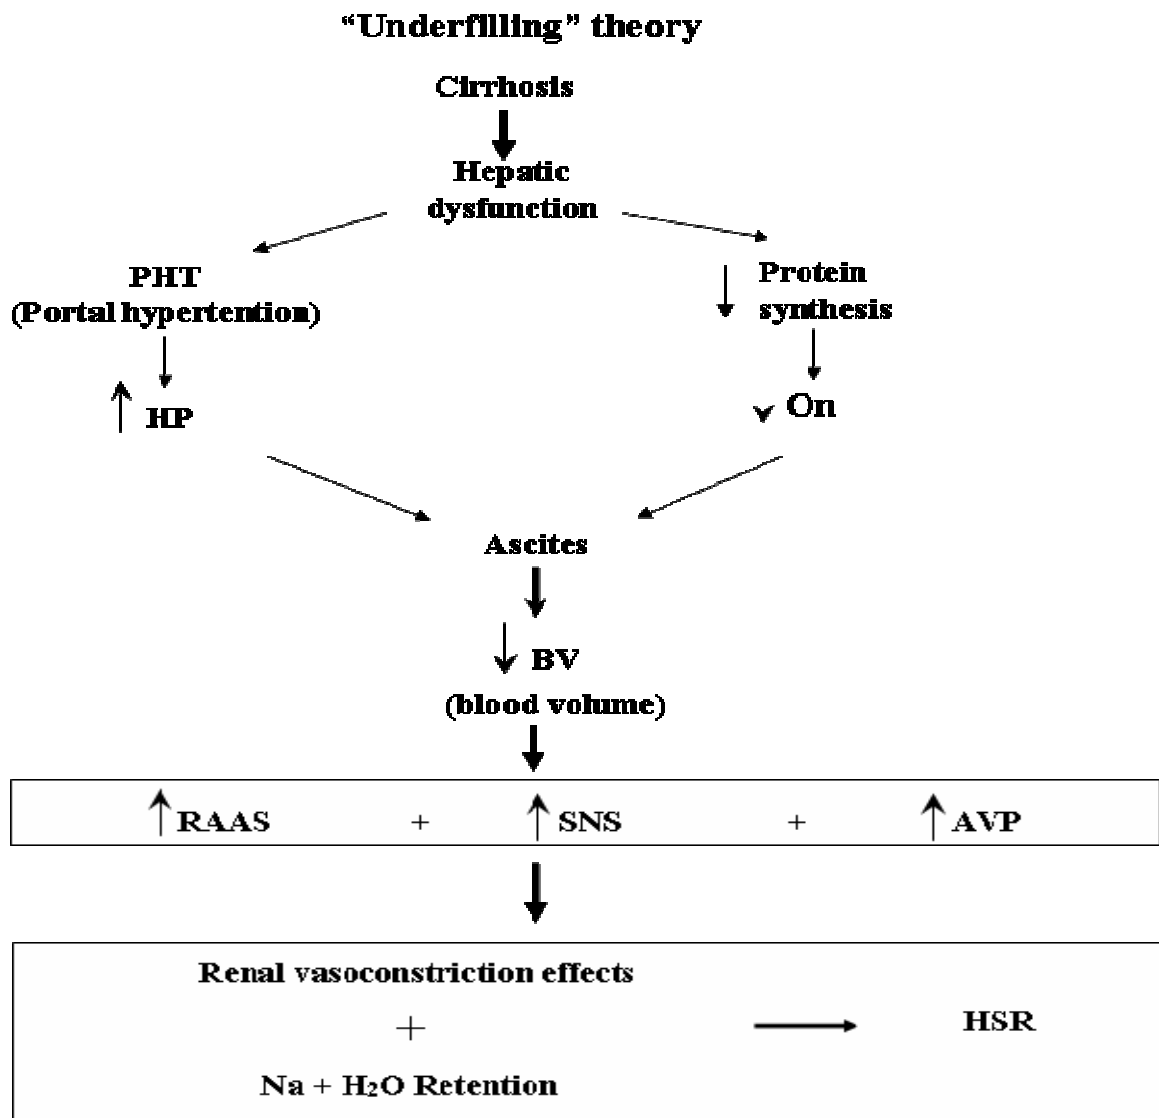 “Underfilling” theory
Cirrhosis
Hepatic
dysfunction
PHT
(Portal hypertention)
Protein
synthesis
HP
On
Ascites
BV
(blood volume)
RAAS + SNS + AVP
Renal vasoconstriction effects
+
HSR
Na + H₂O Retention